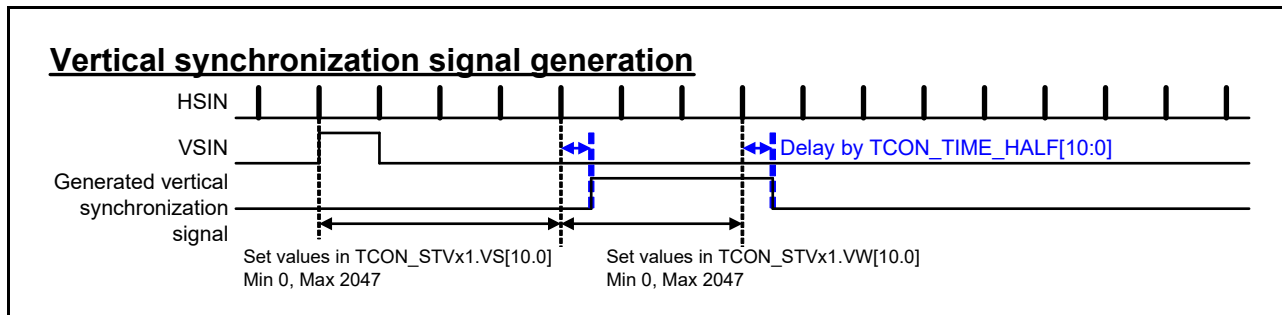 Vertical synchronization signal generation
HSIN
VSIN
Delay by TCON_TIME_HALF[10:0]
Generated vertical
synchronization
signal
Set values in TCON_STVx1.VS[10.0]
Min 0, Max 2047
Set values in TCON_STVx1.VW[10.0]
Min 0, Max 2047